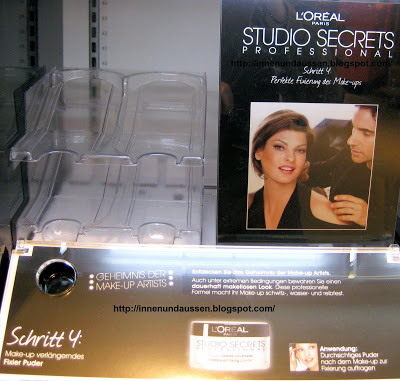 L'ORÉAL
PARIS
STUDIO SECRETS
PROFESSIONAL
http://innenundaussen.blogspot.com/
Schritt 4:
Perfekte Fixierung des Make-ups
GEHEIMNIS DER
MAKE-UP ARTISTS
Entdecken Sie das Geheimnis der Make-up Artists.
Auch unter extremen Bedingungen bewahren Sie einen
dauerhaft makellosen Look. Diese professionelle
Formel macht Ihr Make-up schweiß-, wasser- und reibfest.
http://innenundaussen.blogspot.com/
Schritt 4:
Make-up verlängerndes
Fixier Puder
L'ORÉAL
STUDIO SECRETS
PROFESSIONAL
Anwendung:
Durchsichtiges Puder
nach dem Make-up zur
Fixierung auftragen.